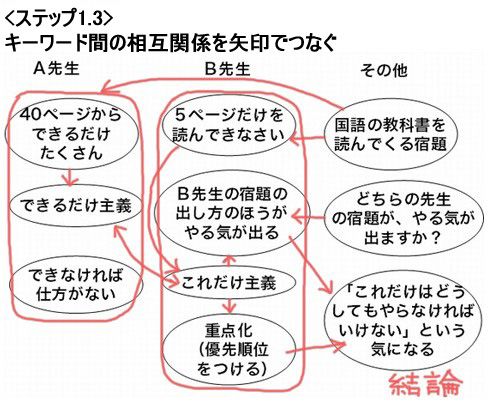 <ステップ1.3>
キーワード間の相互関係を矢印でつなぐ
A先生
B先生
その他
40ページから
できるだけ
たくさん
できるだけ主義
できなければ
仕方がない
5ページだけを
読んできなさい
B先生の宿題の
出し方のほうが
やる気が出る
これだけ主義
重点化
(優先順位
をつける)
国語の教科書を
読んでくる宿題
どちらの先生
の宿題が、やる気が
出ますか?
「これだけはどう
してもやらなければ
いけない」という
気になる
結論